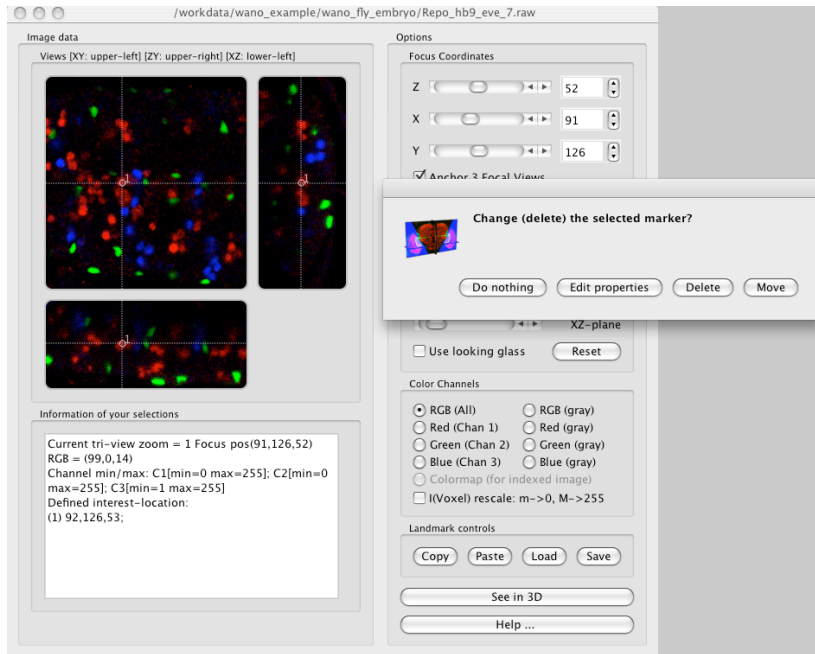 /workdata/wano_example/wano_fly_embryo/Repo_hb9_eve_7.raw
Image data
Views [XY: upper-left] [ZY: upper-right] [XZ: lower-left]
1
1
1
Information of your selections
Current tri-view zoom = 1 Focus pos(91,126,52)
RGB = (99,0,14)
Channel min/max: C1[min=0 max=255]; C2[min=0
max=255]; C3[min=1 max=255]
Defined interest-location:
(1) 92,126,53;
Options
Focus Coordinates
Z 52
X 91
Y 126
Anchor 3 Focal Views
Change (delete) the selected marker?
Do nothing Edit properties Delete Move
XZ-plane
Use looking glass Reset
Color Channels
RGB (All) RGB (gray)
Red (Chan 1) Red (gray)
Green (Chan 2) Green (gray)
Blue (Chan 3) Blue (gray)
Colormap (for indexed image)
I(Voxel) rescale: m->0, M->255
Landmark controls
Copy Paste Load Save
See in 3D
Help ...